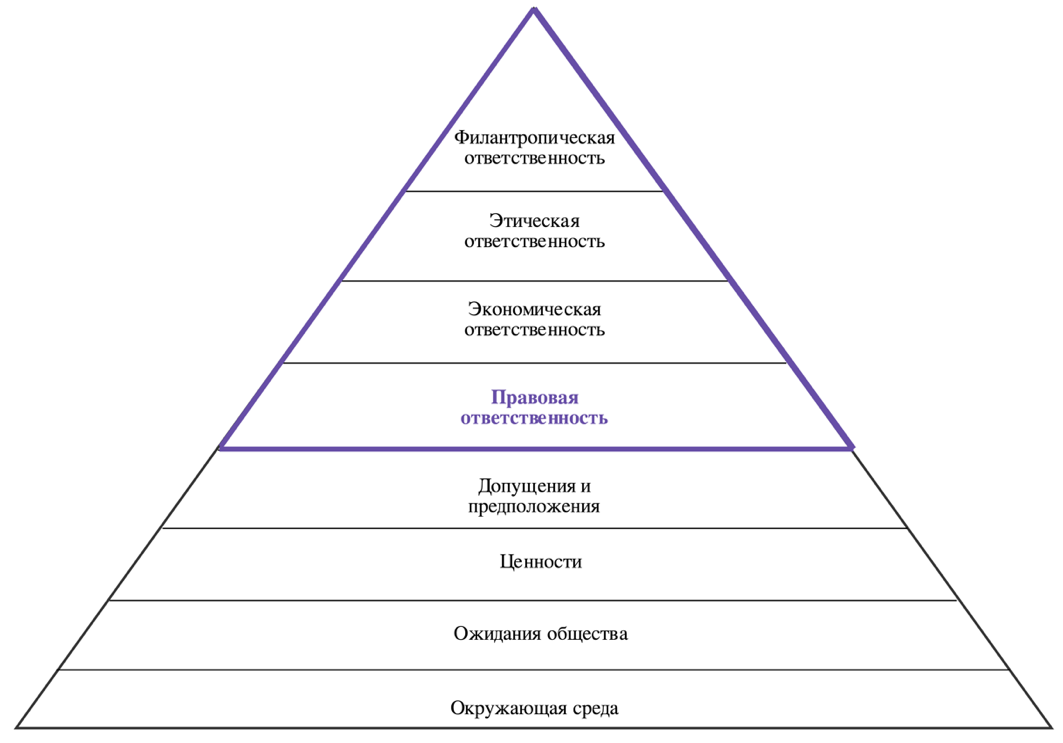 Филантропическая
ответственность
Этическая
ответственность
Экономическая
ответственность
Правовая
ответственность
Допущения и
предположения
Ценности
Ожидания общества
Окружающая среда